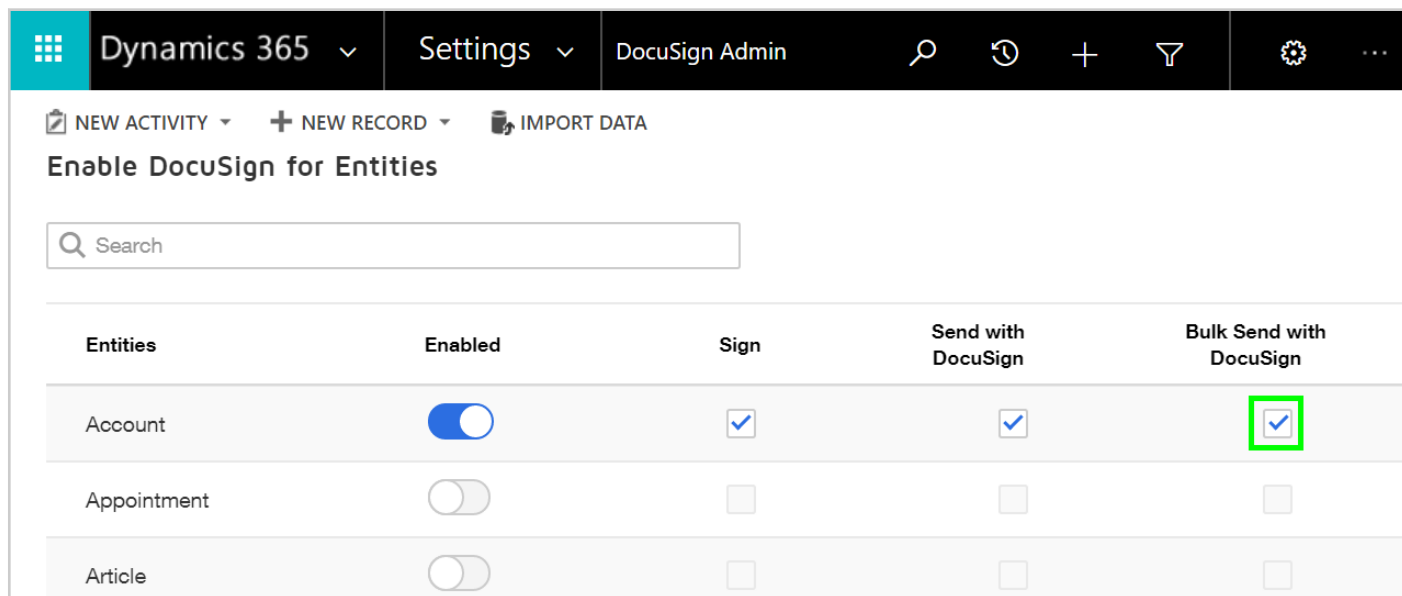 Dynamics 365 Settings DocuSign Admin
NEW ACTIVITY NEW RECORD IMPORT DATA
Enable DocuSign for Entities
Search
Entities Enabled Sign Send with DocuSign Bulk Send with DocuSign
Account
Appointment
Article